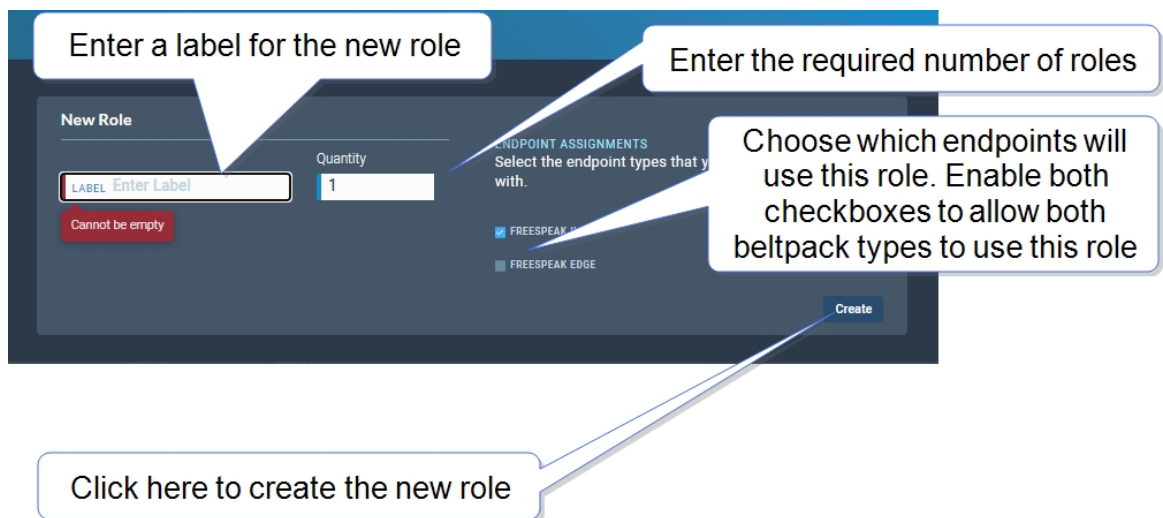 Enter a label for the new role
Enter the required number of roles
New Role
Quantity
LABEL Enter Label
1
Cannot be empty
ENDPOINT ASSIGNMENTS
Select the endpoint types that
with.
FREESPEAK
FREESPEAK EDGE
Choose which endpoints will
use this role. Enable both
checkboxes to allow both
beltpack types to use this role
Create
Click here to create the new role